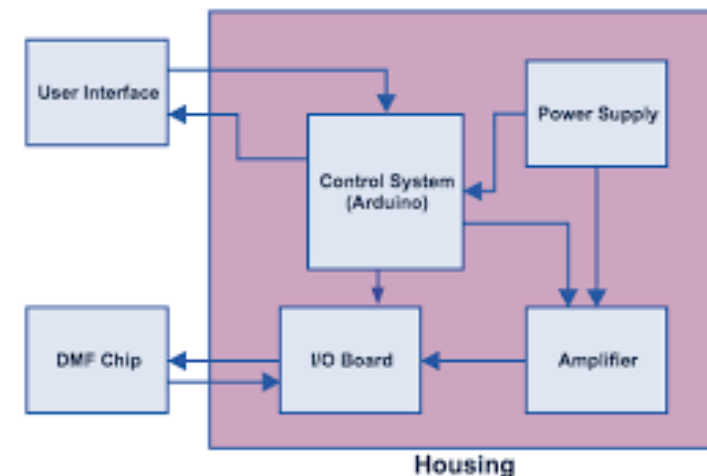 User Interface
Power Supply
Control System
(Arduino)
DMF Chip
I/O Board
Amplifier
Housing